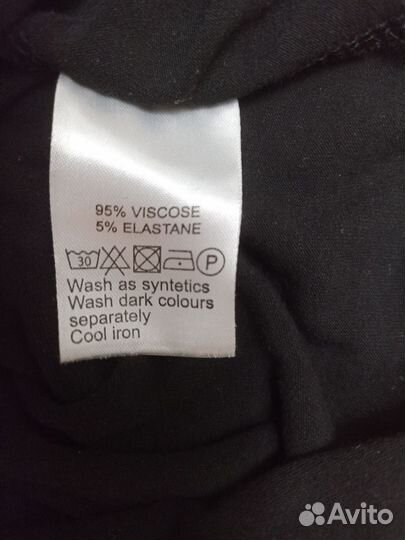 95% VISCOSE
5% ELASTANE
30 P
Wash as syntetics
Wash dark colours
separately
Cool iron
Avito